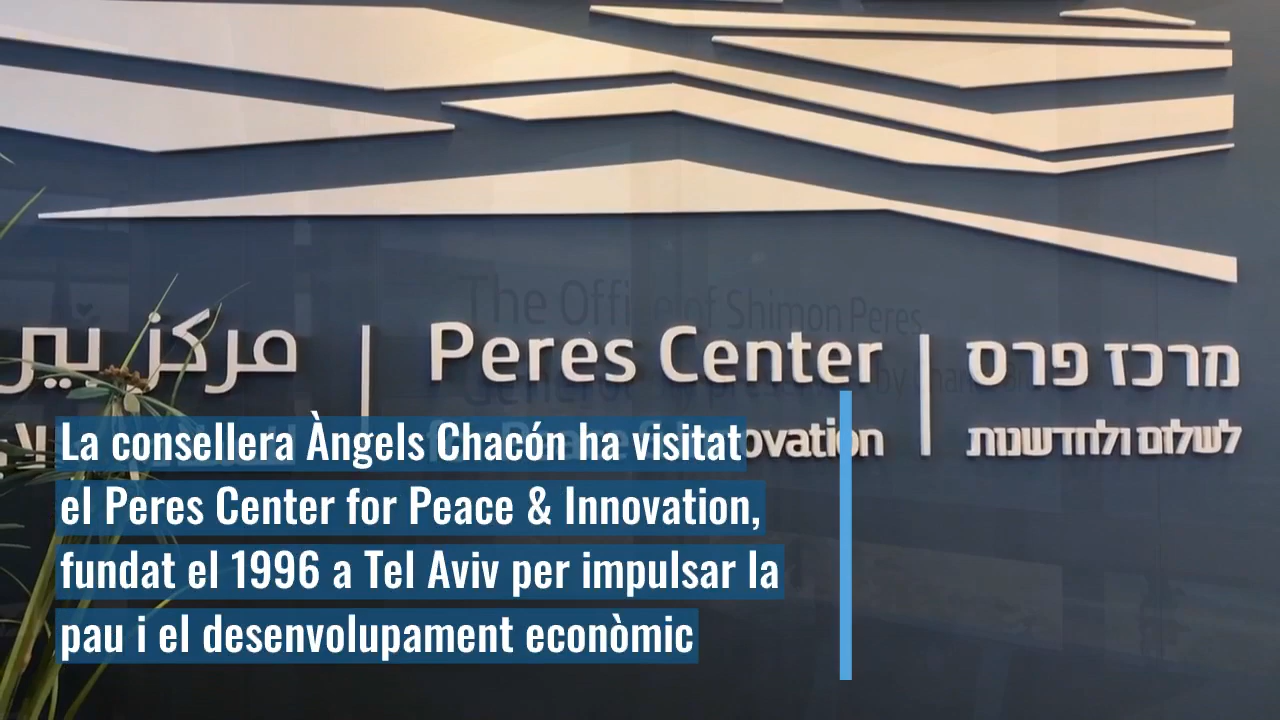 The Office of Shimon Peres
مركز بير
Peres Center
מרכז פרס
ovation
לשלום ולחדשנות
La consellera Àngels Chacón ha visitat
el Peres Center for Peace & Innovation,
fundat el 1996 a Tel Aviv per impulsar la
pau i el desenvolupament econòmic